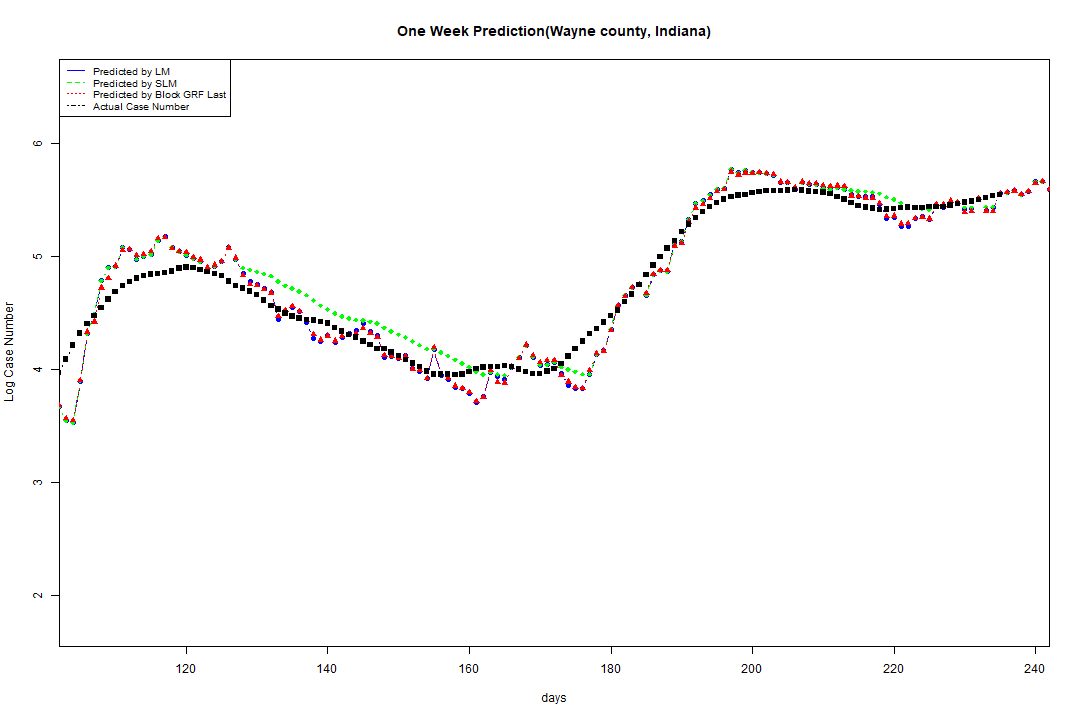 One Week Prediction(Wayne county, Indiana)
Predicted by LM
Predicted by SLM
Predicted by Block GRF Last
Actual Case Number
6
5
4
3
2
Log Case Number
120 140 160 180 200 220 240
days